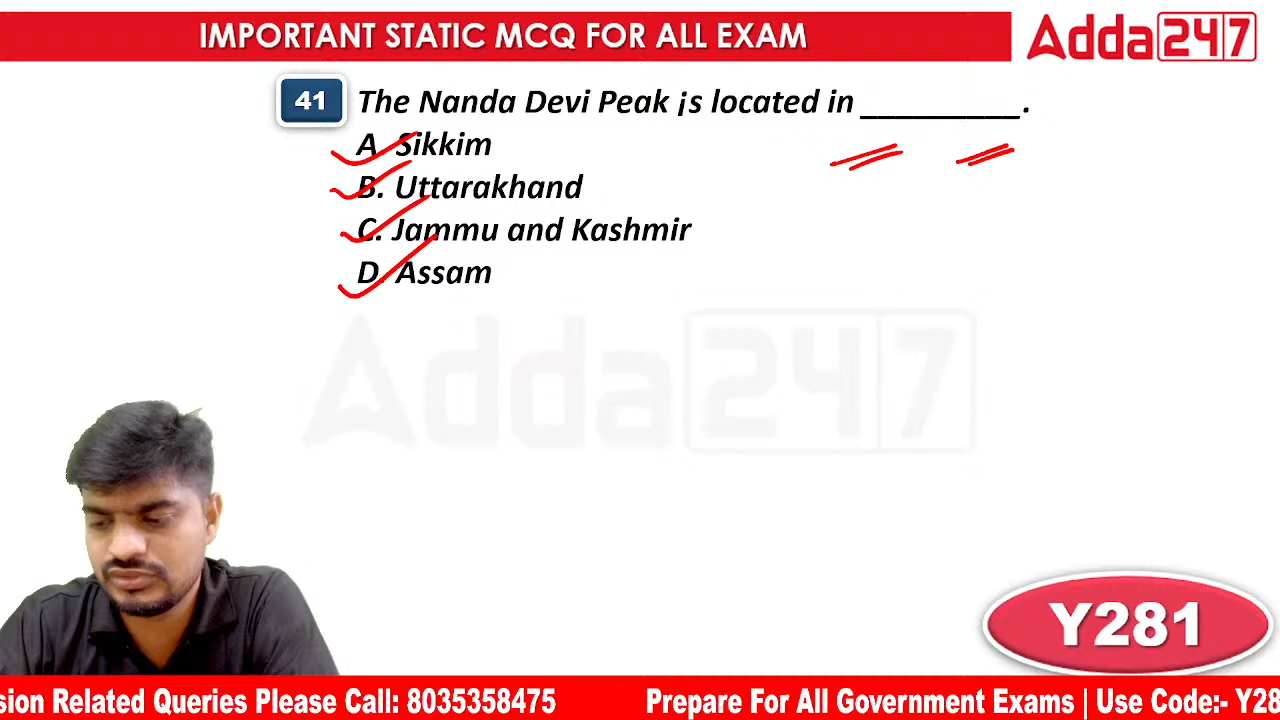 IMPORTANT STATIC MCQ FOR ALL EXAM
Adda247
41 The Nanda Devi Peak is located in __________.
A. Sikkim
B. Uttarakhand
C. Jammu and Kashmir
D. Assam
Adda247
Y281
sion Related Queries Please Call: 8035358475 Prepare For All Government Exams | Use Code:- Y28